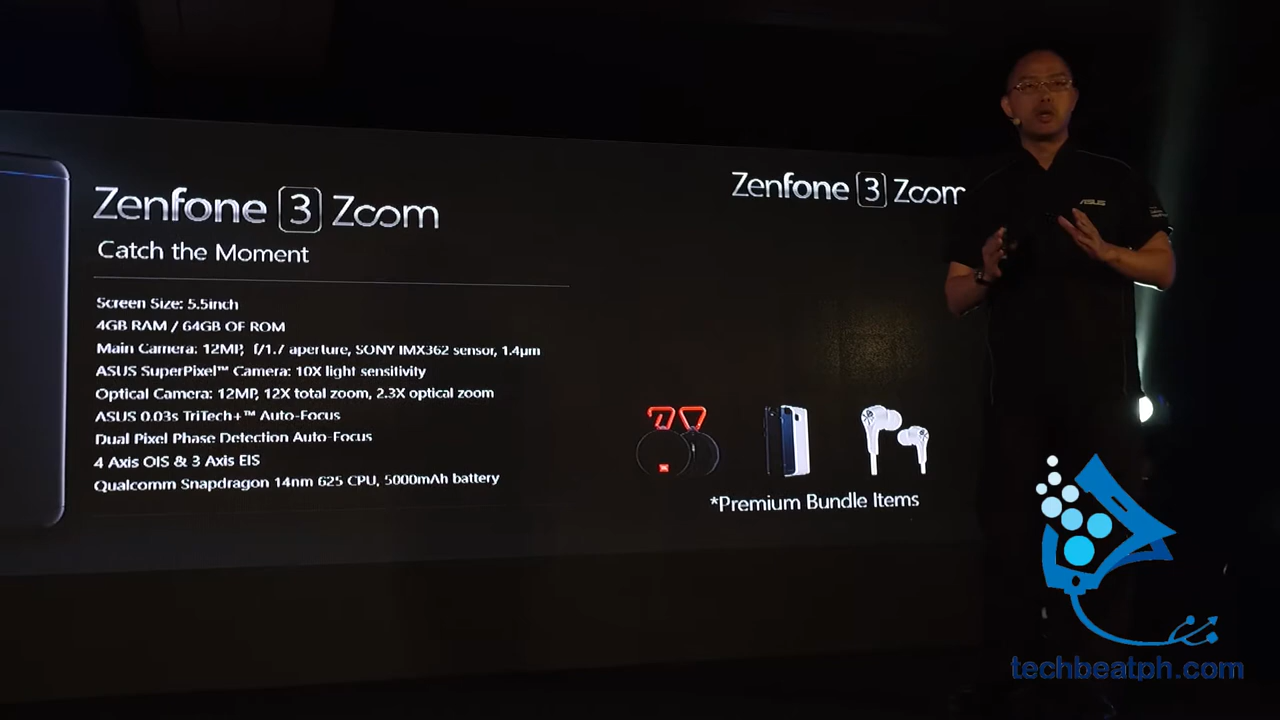 Zenfone 3 Zoom
Catch the Moment
Screen Size: 5.5inch
4GB RAM / 64GB OF ROM
Main Camera: 12MP, f/1.7 aperture, SONY IMX362 sensor, 1.4μm
ASUS SuperPixel™ Camera: 10X light sensitivity
Optical Camera: 12MP, 12X total zoom, 2.3X optical zoom
ASUS 0.03s TriTech+™ Auto-Focus
Dual Pixel Phase Detection Auto-Focus
4 Axis OIS & 3 Axis EIS
Qualcomm Snapdragon 14nm 625 CPU, 5000mAh battery
Zenfone 3 Zoom
*Premium Bundle Items
ASUS
techbeatph.com